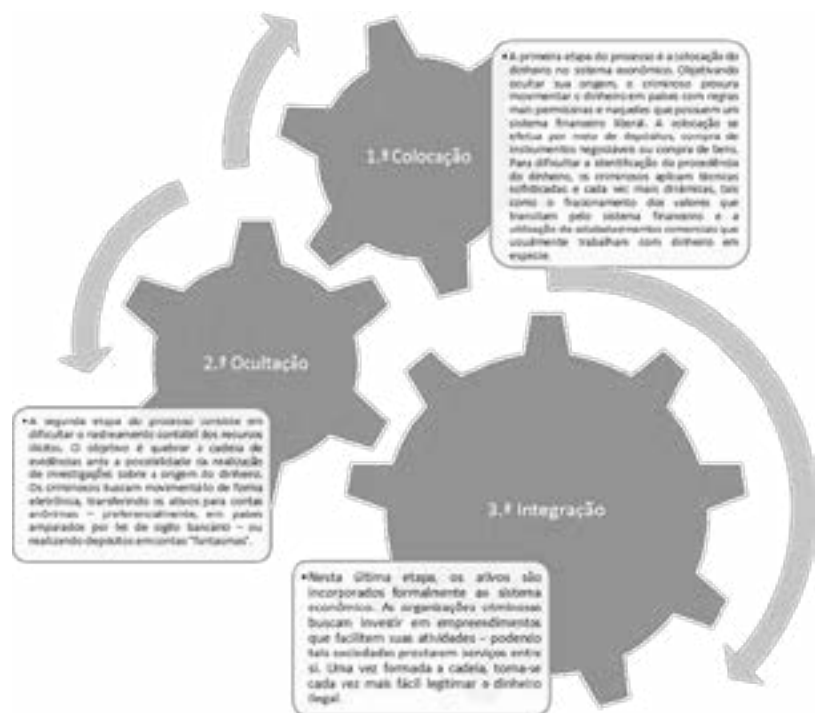 1.ª Colocação
•A primeira etapa do processo é a colocação do
dinheiro no sistema econômico. Objetivando
ocultar sua origem, o criminoso procura
movimentar o dinheiro em países com regras
mais permissivas e naqueles que possuem um
sistema financeiro liberal. A colocação se
efetua por meio de depósitos, compra de
instrumentos negociáveis ou compra de bens.
Para dificultar a identificação da procedência
do dinheiro, os criminosos aplicam técnicas
sofisticadas e cada vez mais dinâmicas, tais
como o fracionamento dos valores que
transitam pelo sistema financeiro e a
utilização de estabelecimentos comerciais que
usualmente trabalham com dinheiro em
espécie.
2.ª Ocultação
•A segunda etapa do processo consiste em
dificultar o rastreamento contábil dos recursos
ilícitos. O objetivo é quebrar a cadeia de
evidências ante a possibilidade da realização
de investigações sobre a origem do dinheiro.
Os criminosos buscam movimentá-lo de forma
eletrônica, transferindo os ativos para contas
anônimas – preferencialmente, em países
amparados por lei de sigilo bancário – ou
realizando depósitos em contas "fantasmas".
3.ª Integração
•Nesta última etapa, os ativos são
incorporados formalmente ao sistema
econômico. As organizações criminosas
buscam investir em empreendimentos
que facilitem suas atividades – podendo
tais sociedades prestarem serviços entre
si. Uma vez formada a cadeia, torna-se
cada vez mais fácil legitimar o dinheiro
ilegal.